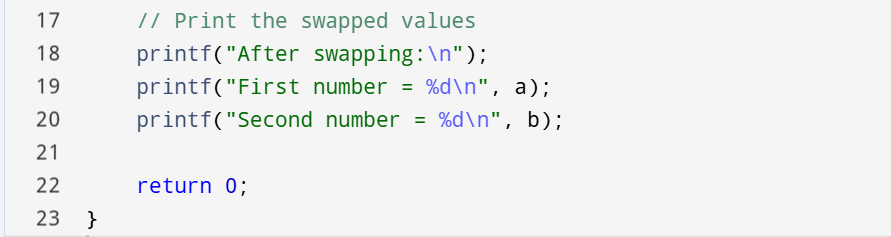 17 // Print the swapped values
18 printf("After swapping:\n");
19 printf("First number = %d\n", a);
20 printf("Second number = %d\n", b);
21
22 return 0;
23 }